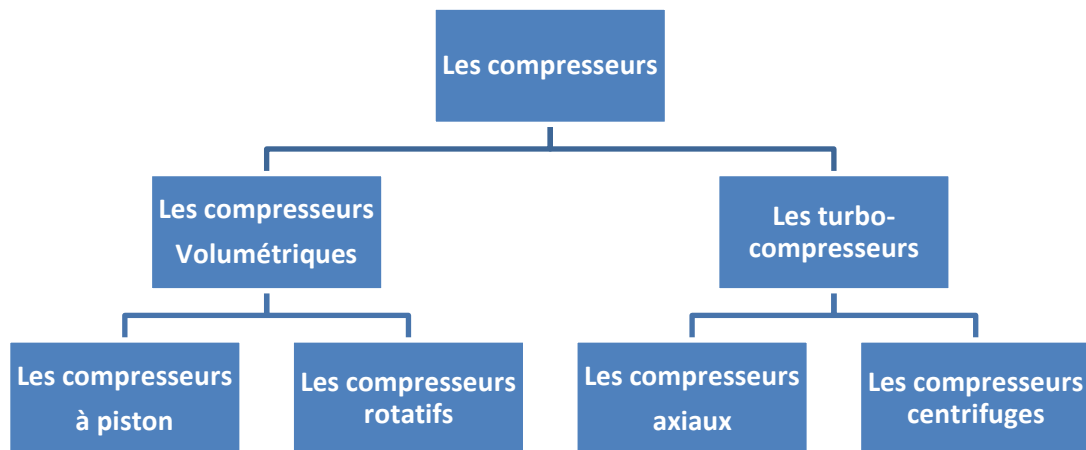 Les compresseurs
Les compresseurs
Volumétriques
Les turbo-
compresseurs
Les compresseurs
à piston
Les compresseurs
rotatifs
Les compresseurs
axiaux
Les compresseurs
centrifuges